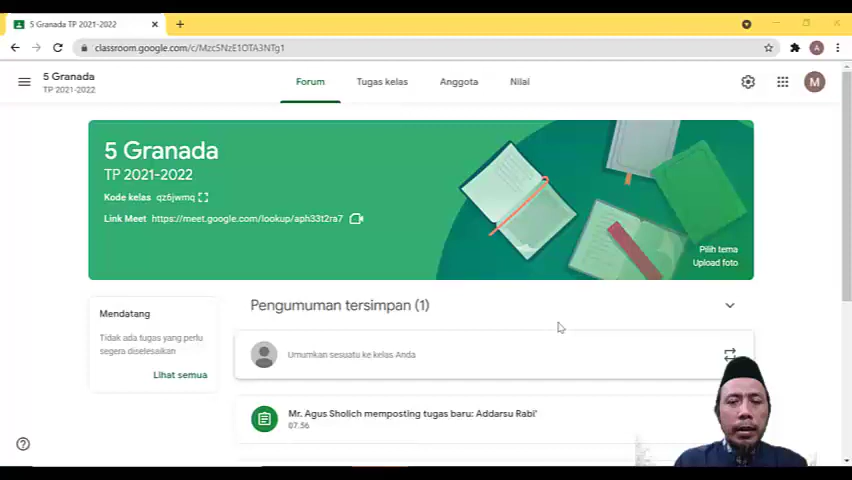 5 Granada TP 2021-2022
classroom.google.com/c/Mzc5NzE1OTA3NTg1
A
5 Granada
TP 2021-2022
Forum
Tugas kelas
Anggota
Nilai
M
5 Granada
TP 2021-2022
Kode kelas qz6jwmq
Link Meet https://meet.google.com/lookup/aph33t2ra7
Pilih tema
Upload foto
Mendatang
Tidak ada tugas yang perlu
segera diselesaikan
Lihat semua
Pengumuman tersimpan (1)
Umumkan sesuatu ke kelas Anda
Mr. Agus Sholich memposting tugas baru: Addarsu Rabi'
07.56